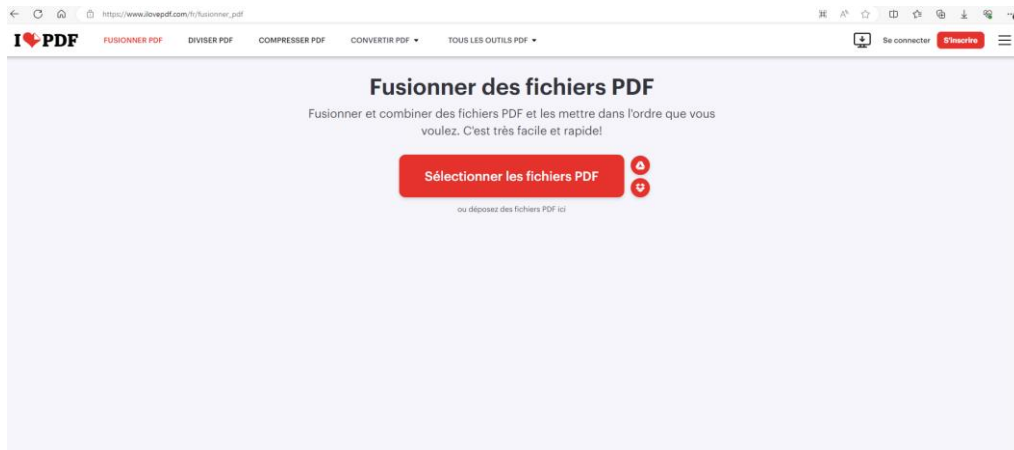 https://www.ilovepdf.com/fr/fusionner_pdf
I PDF
FUSIONNER PDF
DIVISER PDF
COMPRESSER PDF
CONVERTIR PDF
TOUS LES OUTILS PDF
Se connecter
S'inscrire
Fusionner des fichiers PDF
Fusionner et combiner des fichiers PDF et les mettre dans l'ordre que vous
voulez. C'est très facile et rapide!
Sélectionner les fichiers PDF
ou déposez des fichiers PDF ici